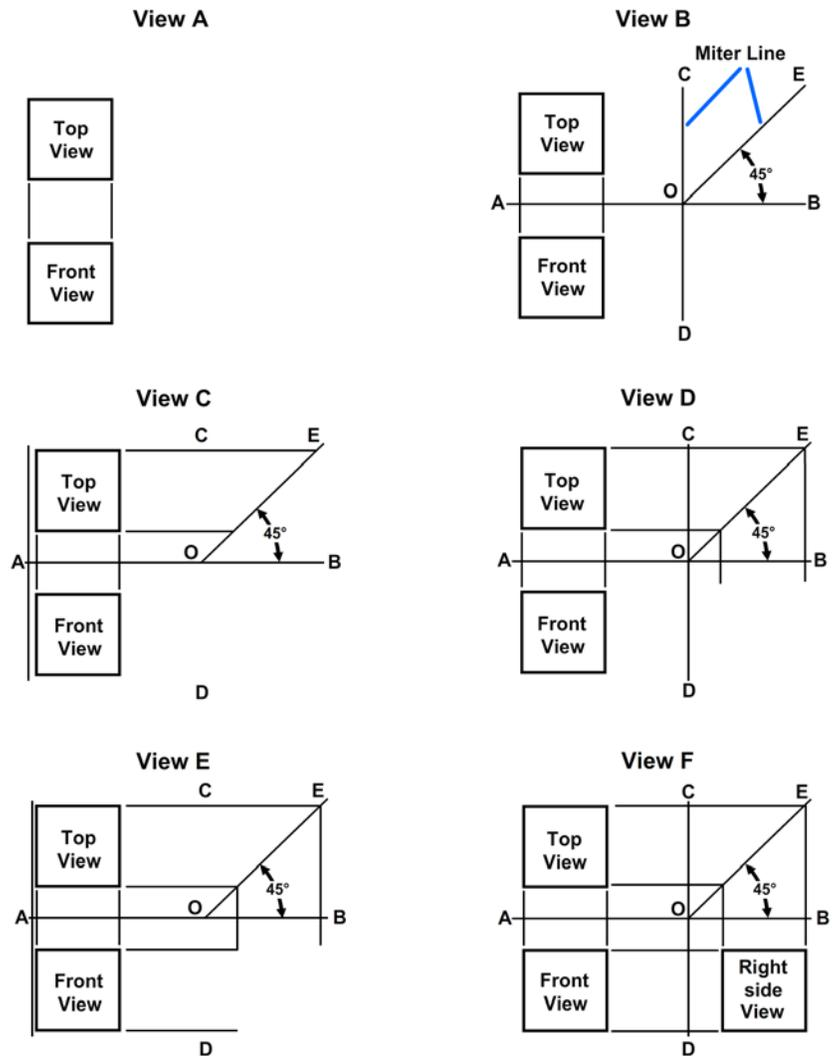 View A
View B
Top
View
Front
View
Miter Line
C
E
Top
View
45°
O
A
B
Front
View
D
View C
View D
C
E
Top
View
45°
O
A
B
Front
View
D
C
E
Top
View
45°
O
A
B
Front
View
D
View E
View F
C
E
Top
View
45°
O
A
B
Front
View
D
C
E
Top
View
45°
O
A
B
Front
View
Right
side
View
D